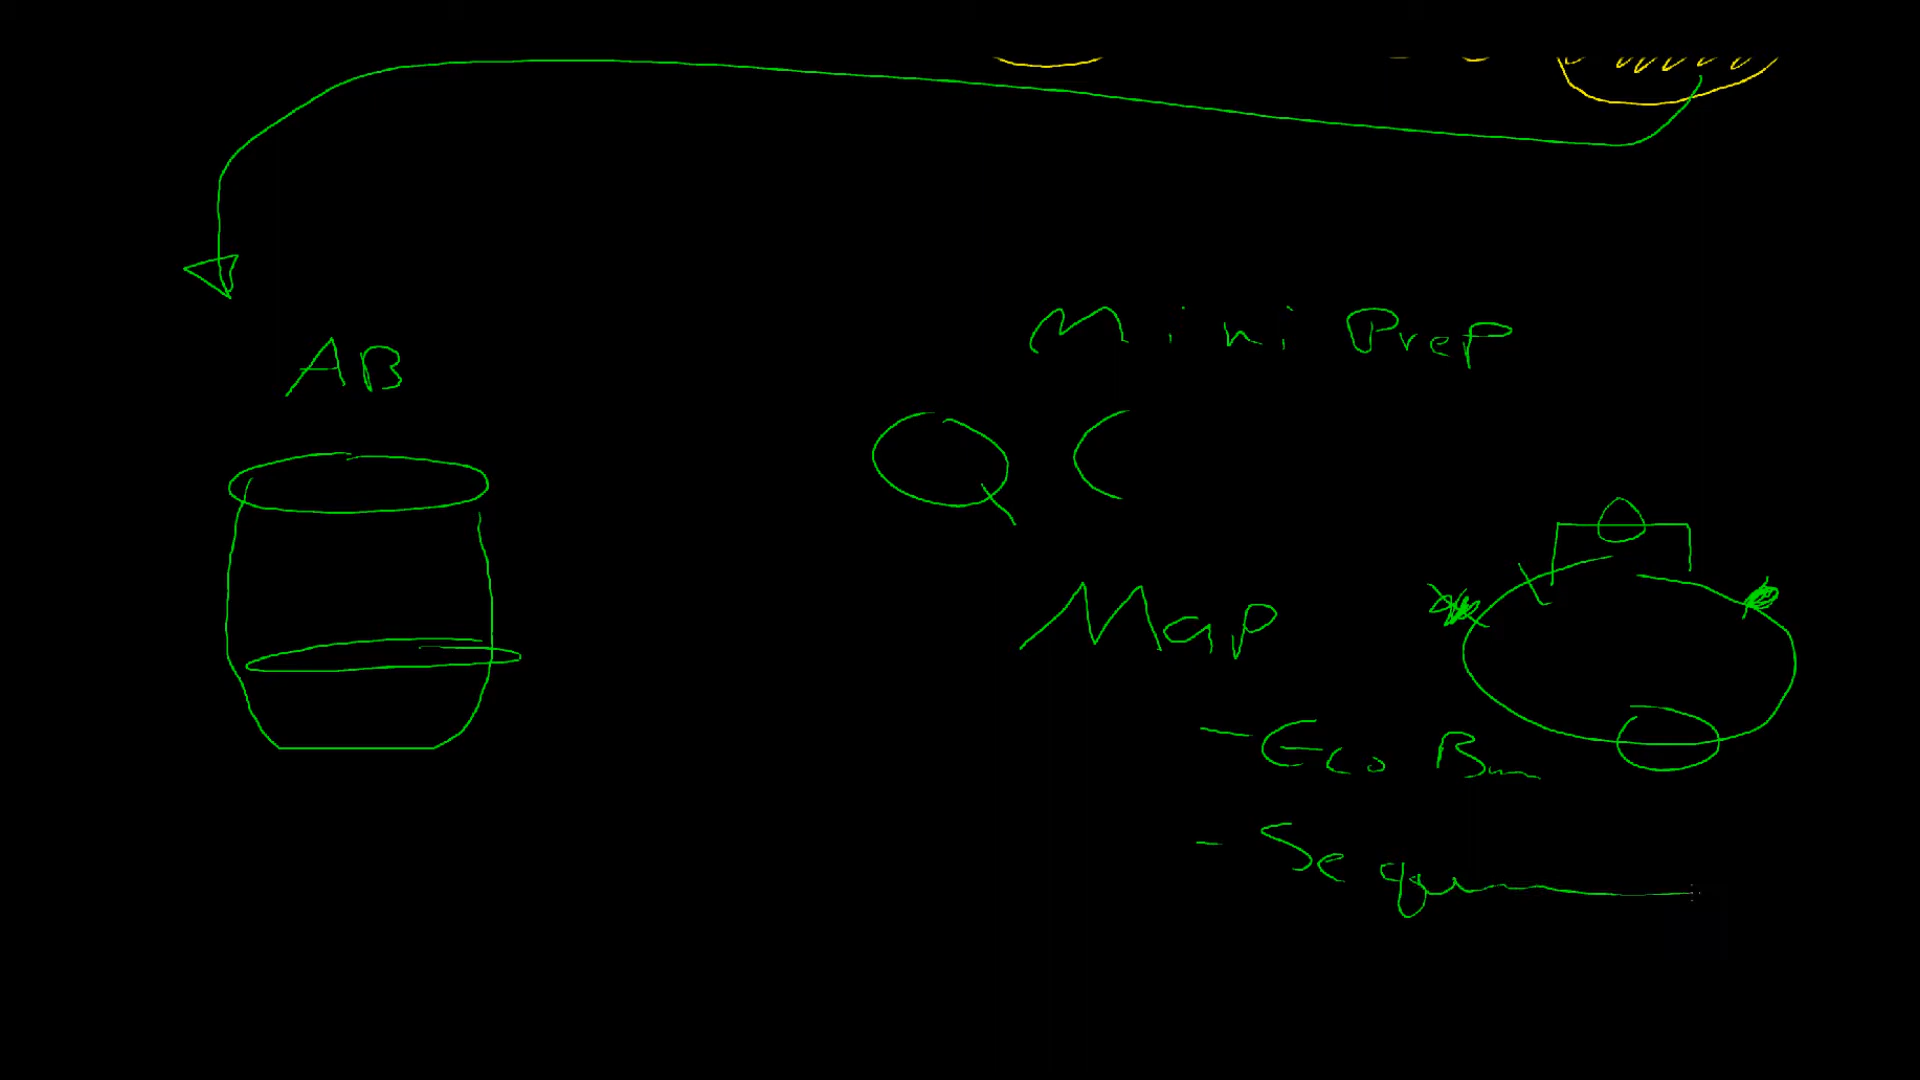 Mini Prep
AB
QC
Map
- Eco
- Seq